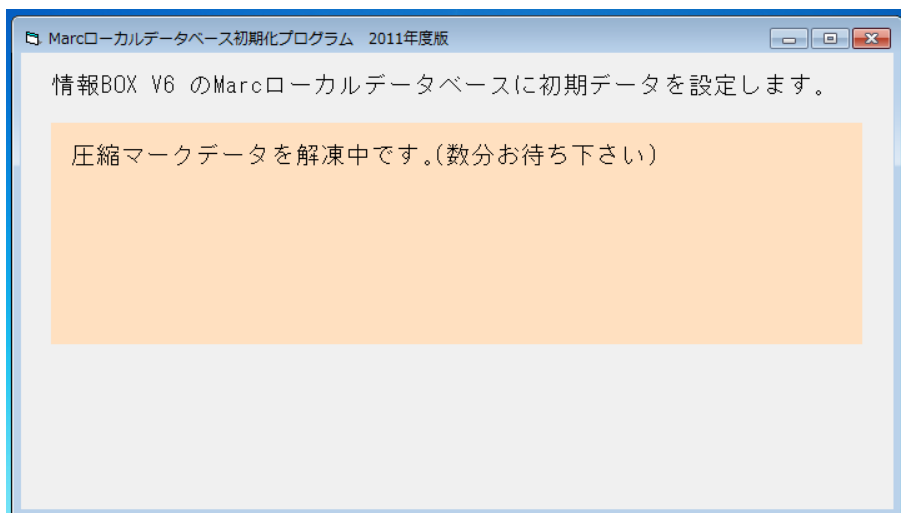 Marcローカルデータベース初期化プログラム　2011年度版
情報BOX V6 のMarcローカルデータベースに初期データを設定します。
圧縮マークデータを解凍中です。(数分お待ち下さい)